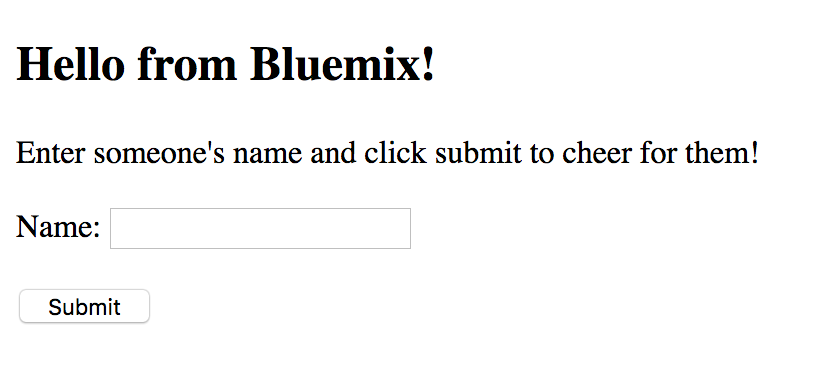 Hello from Bluemix!
Enter someone's name and click submit to cheer for them!
Name:
Submit